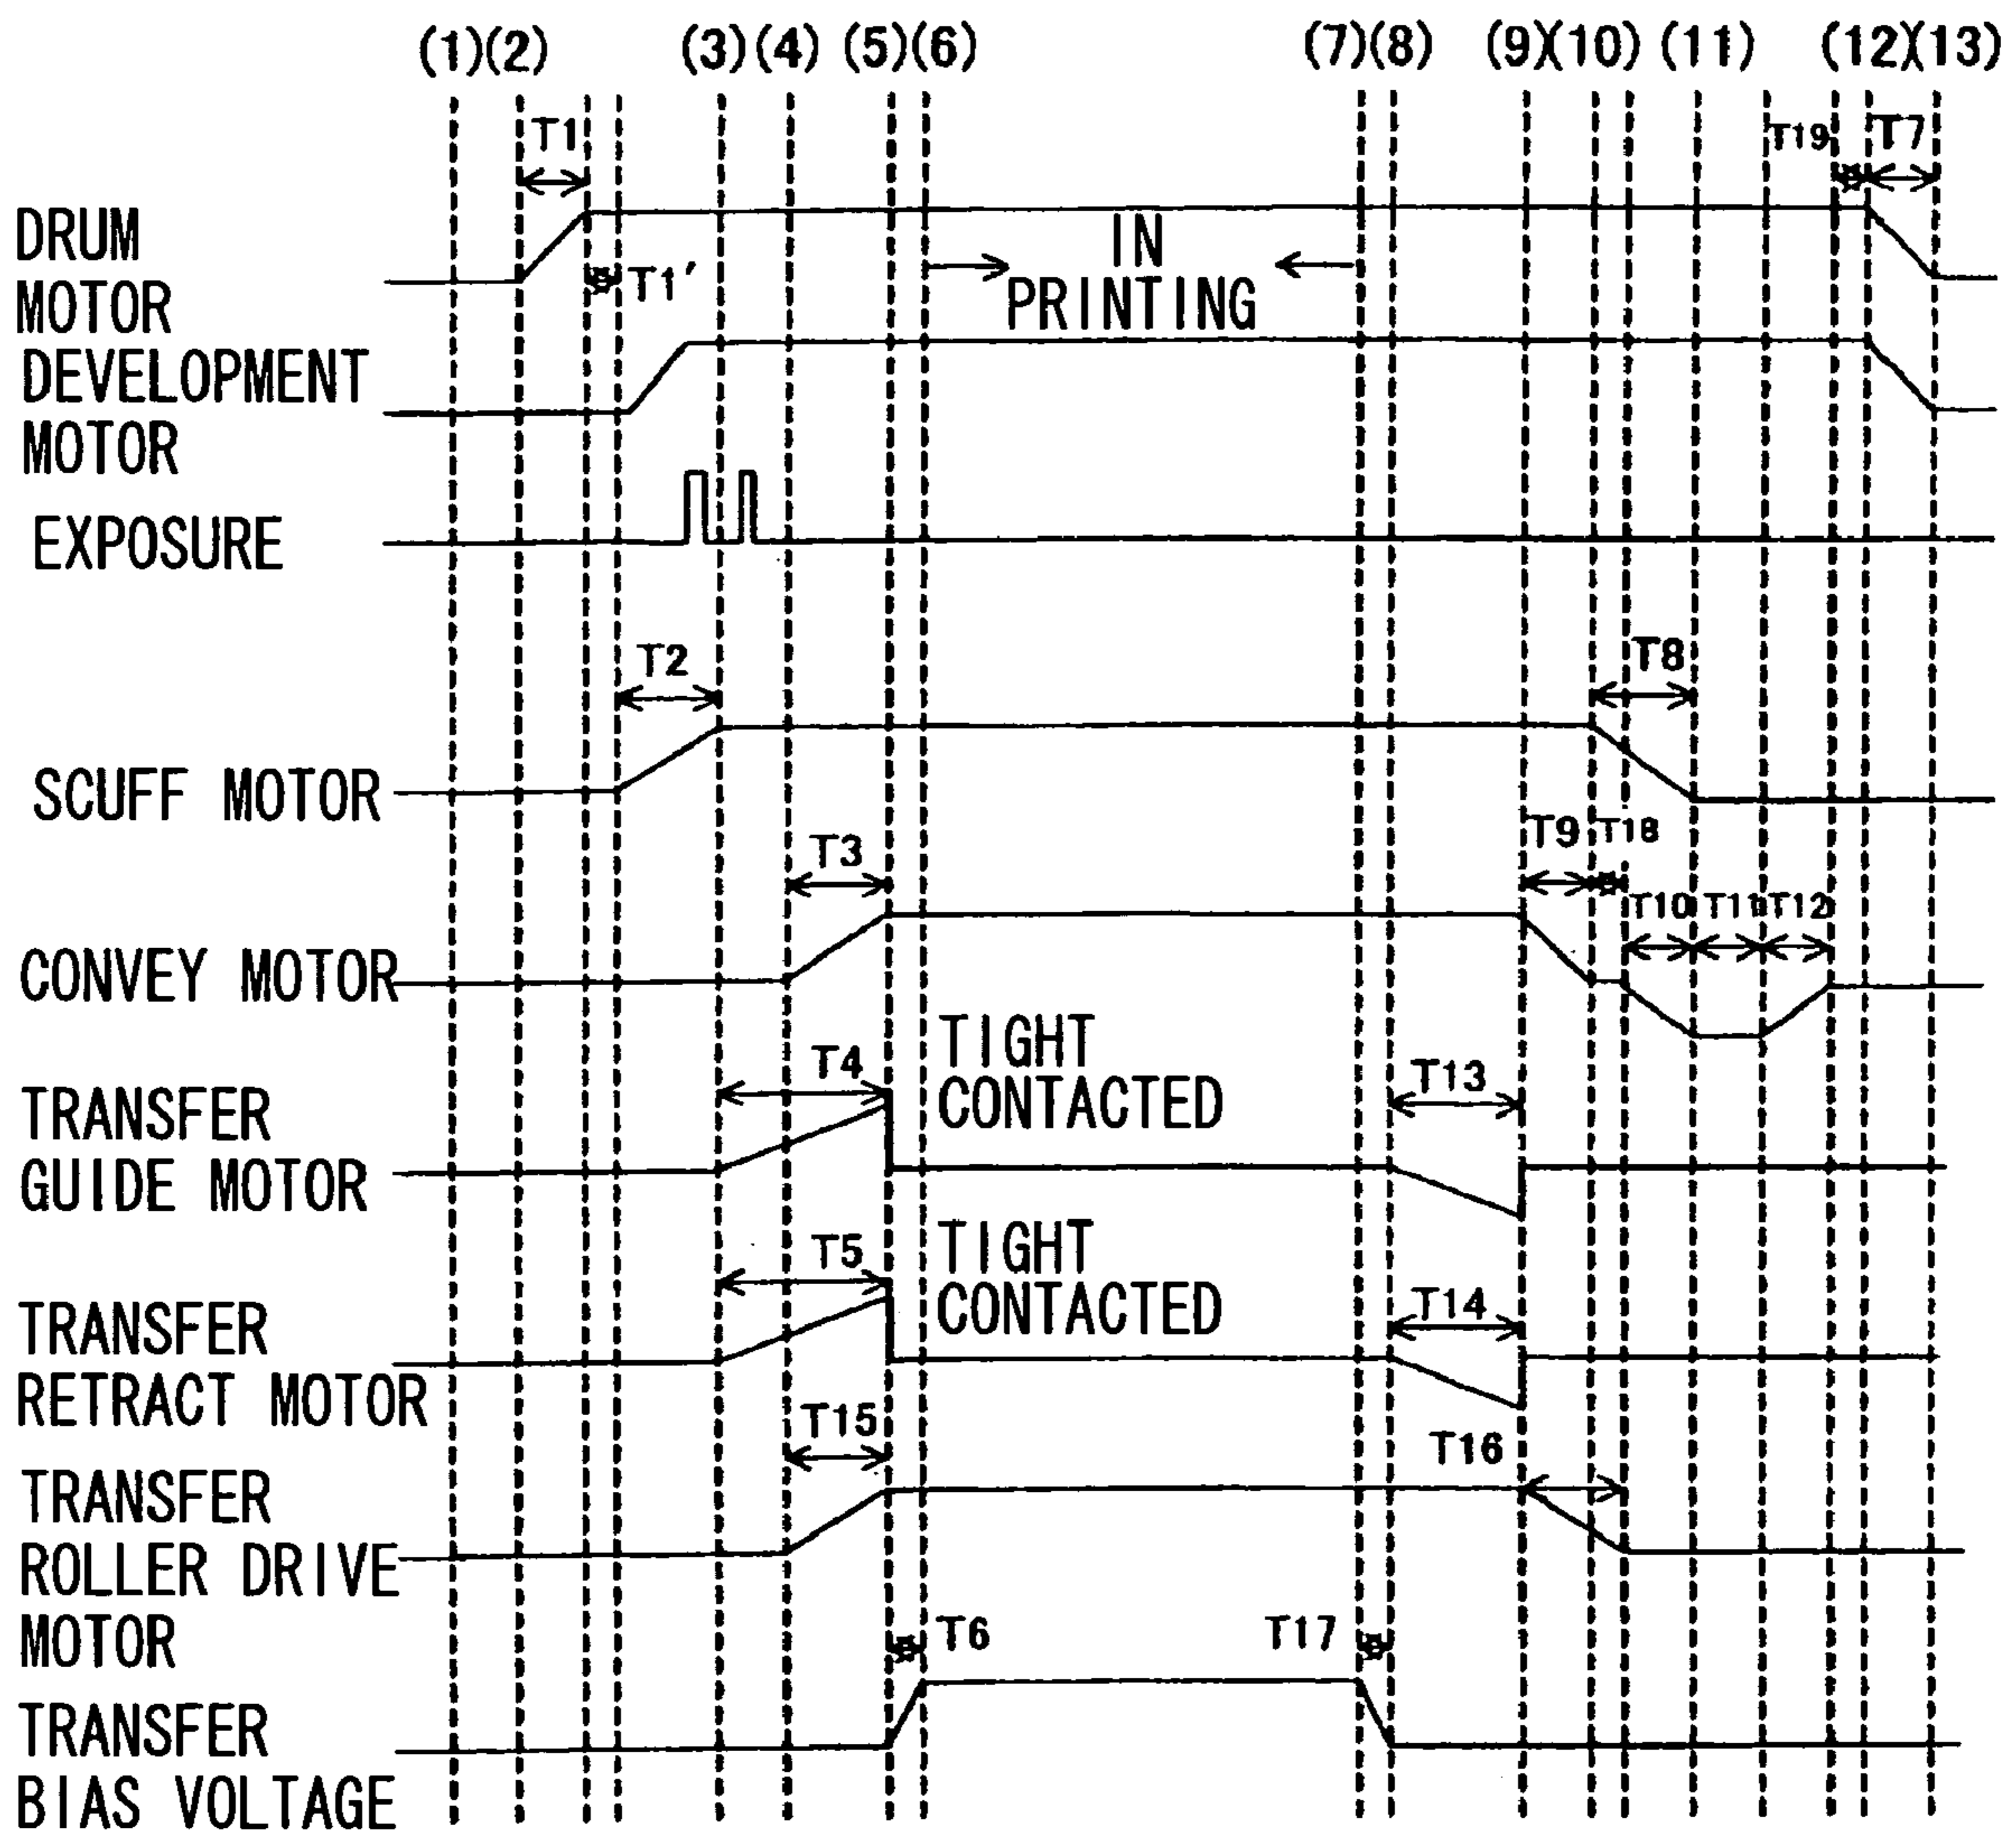 (1)(2) (3)(4) (5)(6) (7)(8) (9)(10) (11) (12)(13)
T1 T19 T7
DRUM
MOTOR
T1'
IN
PRINTING
DEVELOPMENT
MOTOR
EXPOSURE
T2 T8
SCUFF MOTOR
T3 T9 T18
T10 T11 T12
CONVEY MOTOR
T4 TIGHT
CONTACTED
T13
TRANSFER
GUIDE MOTOR
T5 TIGHT
CONTACTED
T14
TRANSFER
RETRACT MOTOR
T15 T16
TRANSFER
ROLLER DRIVE
MOTOR
T6 T17
TRANSFER
BIAS VOLTAGE